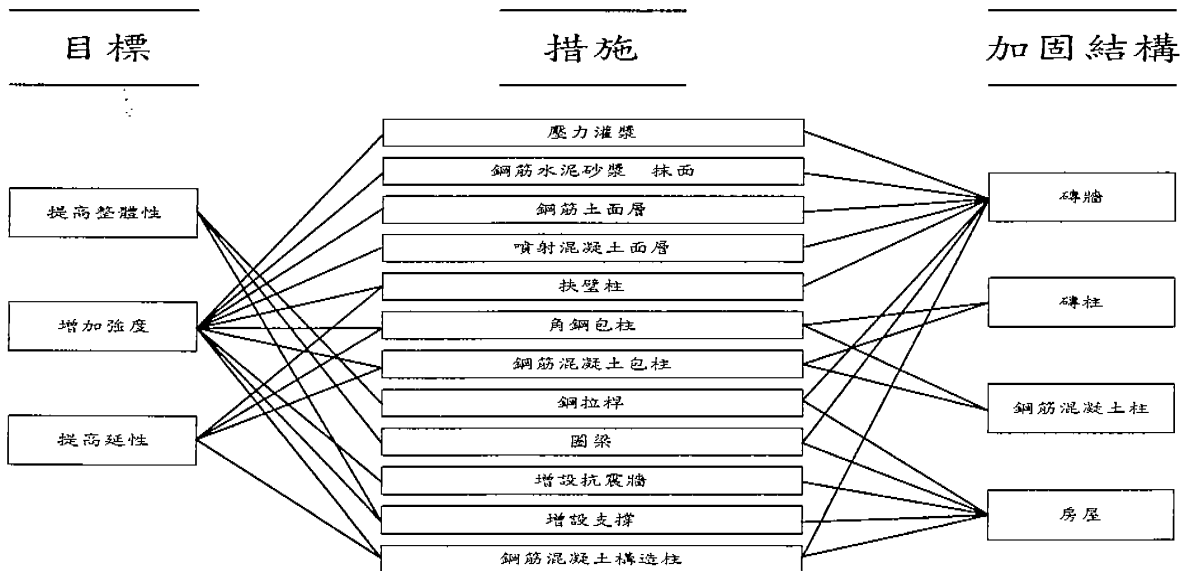 目標
措施
加固結構
壓力灌漿
鋼筋水泥砂漿 抹面
鋼筋土面層
噴射混凝土面層
扶壁柱
角鋼包柱
鋼筋混凝土包柱
鋼拉桿
圈梁
增設抗震牆
增設支撐
鋼筋混凝土構造柱
提高整體性
增加強度
提高延性
磚牆
磚柱
鋼筋混凝土柱
房屋